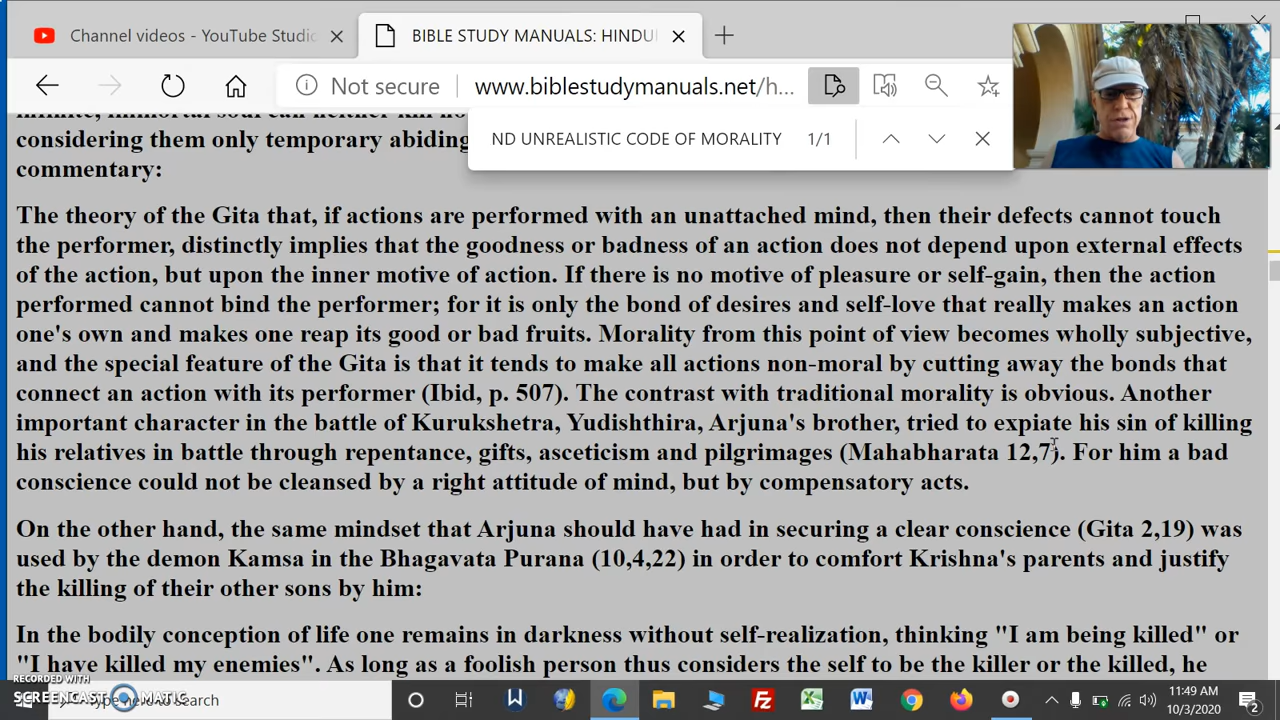 Channel videos - YouTube Studio
BIBLE STUDY MANUALS: HINDU
Not secure
www.biblestudymanuals.net/h...
ND UNREALISTIC CODE OF MORALITY 1/1
considering them only temporary abiding
commentary:
The theory of the Gita that, if actions are performed with an unattached mind, then their defects cannot touch
the performer, distinctly implies that the goodness or badness of an action does not depend upon external effects
of the action, but upon the inner motive of action. If there is no motive of pleasure or self-gain, then the action
performed cannot bind the performer; for it is only the bond of desires and self-love that really makes an action
one's own and makes one reap its good or bad fruits. Morality from this point of view becomes wholly subjective,
and the special feature of the Gita is that it tends to make all actions non-moral by cutting away the bonds that
connect an action with its performer (Ibid, p. 507). The contrast with traditional morality is obvious. Another
important character in the battle of Kurukshetra, Yudishthira, Arjuna's brother, tried to expiate his sin of killing
his relatives in battle through repentance, gifts, asceticism and pilgrimages (Mahabharata 12,7). For him a bad
conscience could not be cleansed by a right attitude of mind, but by compensatory acts.
On the other hand, the same mindset that Arjuna should have had in securing a clear conscience (Gita 2,19) was
used by the demon Kamsa in the Bhagavata Purana (10,4,22) in order to comfort Krishna's parents and justify
the killing of their other sons by him:
In the bodily conception of life one remains in darkness without self-realization, thinking "I am being killed" or
"I have killed my enemies". As long as a foolish person thus considers the self to be the killer or the killed, he
RECORDED WITH
SCREENCAST MATIC
here to search
11:49 AM
10/3/2020
2